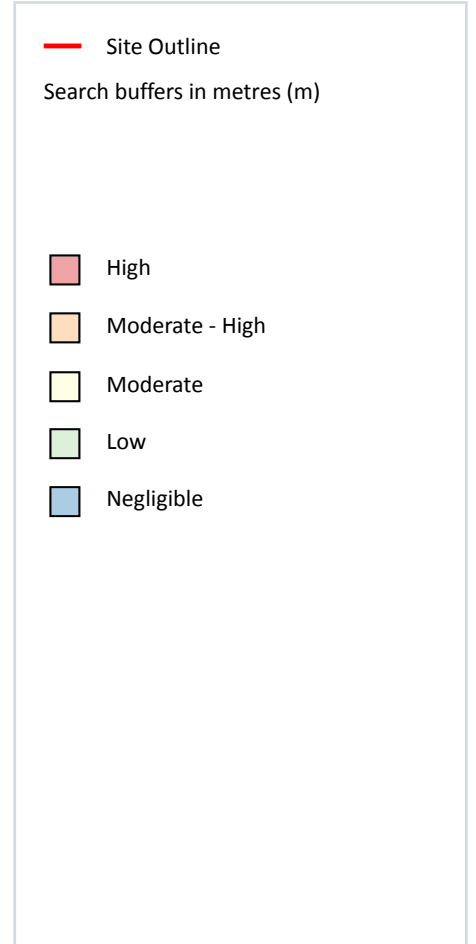 Site Outline
Search buffers in metres (m)
High
Moderate - High
Moderate
Low
Negligible